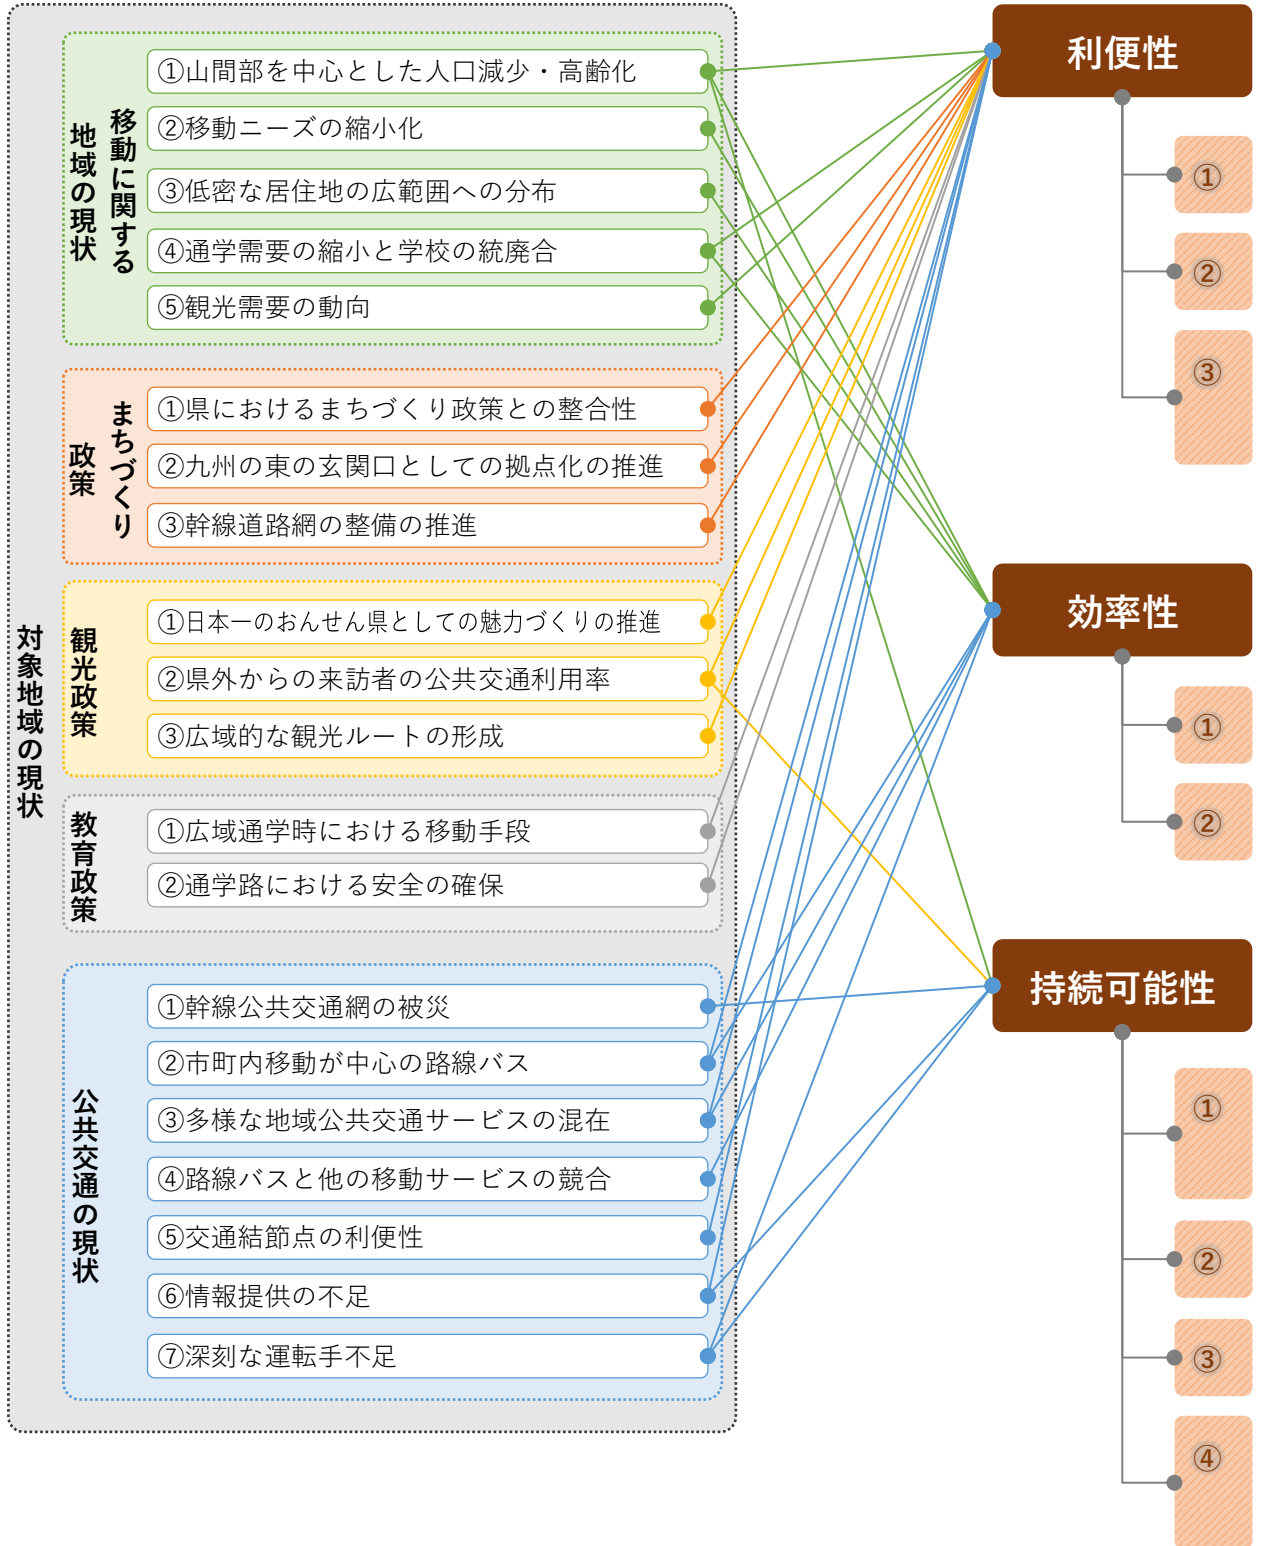 対象地域の現状
移動に関する
地域の現状
①山間部を中心とした人口減少・高齢化
②移動ニーズの縮小化
③低密な居住地の広範囲への分布
④通学需要の縮小と学校の統廃合
⑤観光需要の動向
まちづくり
政策
①県におけるまちづくり政策との整合性
②九州の東の玄関口としての拠点化の推進
③幹線道路網の整備の推進
観光政策
①日本一のおんせん県としての魅力づくりの推進
②県外からの来訪者の公共交通利用率
③広域的な観光ルートの形成
教育政策
①広域通学時における移動手段
②通学路における安全の確保
公共交通の現状
①幹線公共交通網の被災
②市町内移動が中心の路線バス
③多様な地域公共交通サービスの混在
④路線バスと他の移動サービスの競合
⑤交通結節点の利便性
⑥情報提供の不足
⑦深刻な運転手不足
利便性
①
②
③
効率性
①
②
持続可能性
①
②
③
④